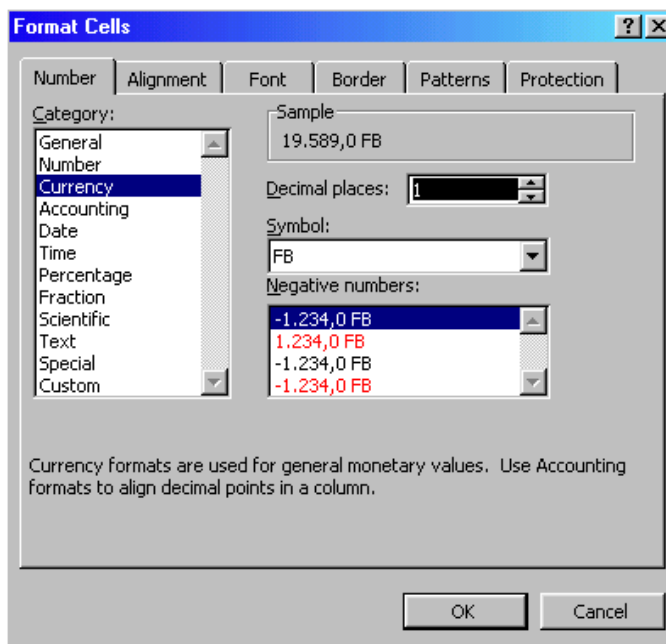 Format Cells
Number Alignment Font Border Patterns Protection
Category:
General
Number
Currency
Accounting
Date
Time
Percentage
Fraction
Scientific
Text
Special
Custom
Sample
19.589,0 FB
Decimal places: 1
Symbol:
FB
Negative numbers:
-1.234,0 FB
1.234,0 FB
-1.234,0 FB
-1.234,0 FB
Currency formats are used for general monetary values.  Use Accounting
formats to align decimal points in a column.
OK Cancel